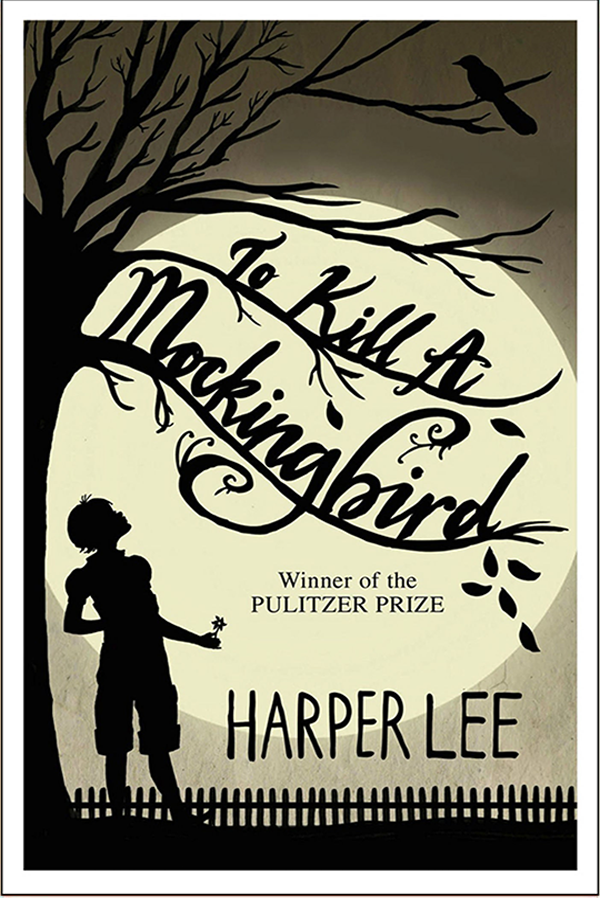 To Kill A
Mockingbird
Winner of the
PULITZER PRIZE
HARPER LEE